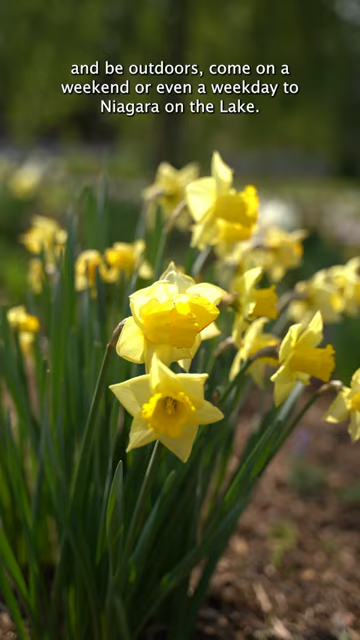 and be outdoors, come on a
weekend or even a weekday to
Niagara on the Lake.